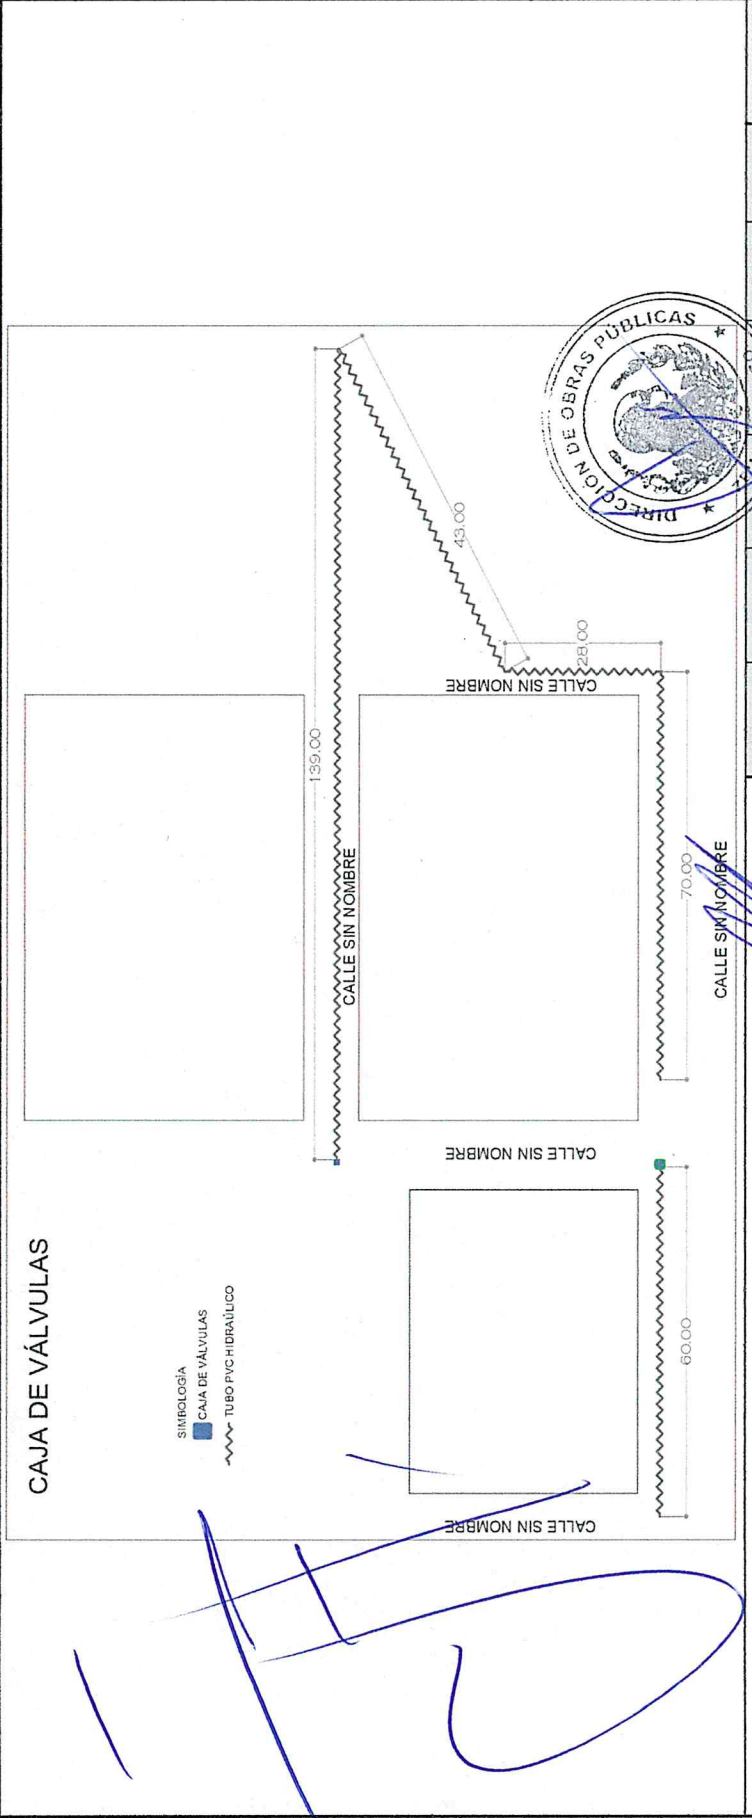 CAJA DE VÁLVULAS
SIMBOLOGÍA
CAJA DE VÁLVULAS
TUBO PVC HIDRAÚLICO
139.00
CALLE SIN NOMBRE
43.00
28.00
CALLE SIN NOMBRE
CALLE SIN NOMBRE
70.00
CALLE SIN NOMBRE
60.00
CALLE SIN NOMBRE
DIRECCIÓN DE OBRAS PÚBLICAS